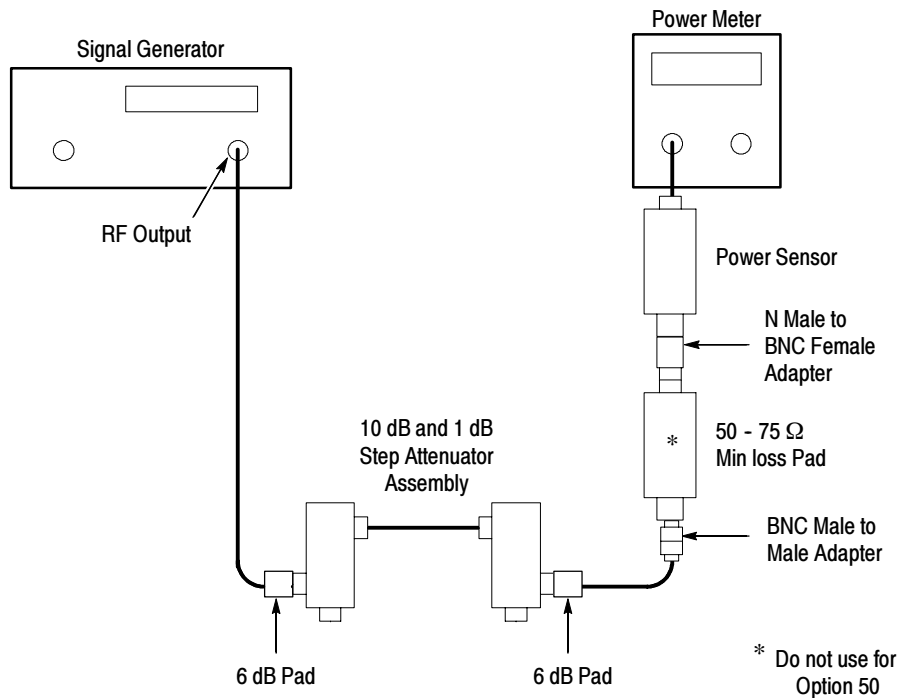 Power Meter
Signal Generator
RF Output
Power Sensor
N Male to
BNC Female
Adapter
10 dB and 1 dB
Step Attenuator
Assembly
*
50 - 75 Ω
Min loss Pad
BNC Male to
Male Adapter
6 dB Pad
6 dB Pad
* Do not use for
Option 50